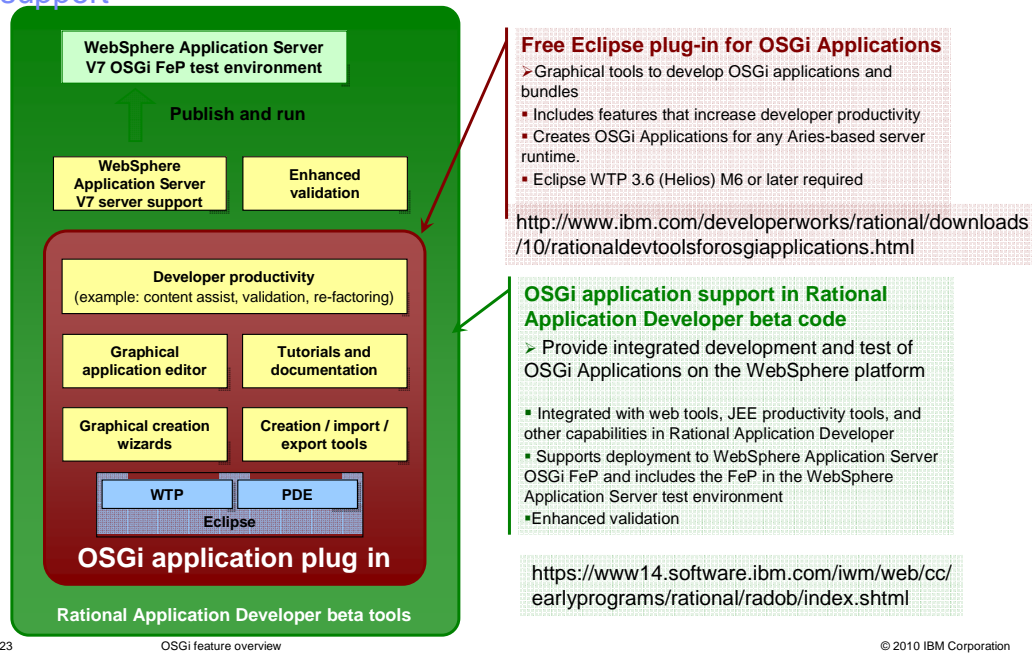 support
WebSphere Application Server
V7 OSGi FeP test environment
Publish and run
WebSphere
Application Server
V7 server support
Enhanced
validation
Developer productivity
(example: content assist, validation, re-factoring)
Graphical
application editor
Tutorials and
documentation
Graphical creation
wizards
Creation / import /
export tools
WTP
PDE
Eclipse
OSGi application plug in
Rational Application Developer beta tools
Free Eclipse plug-in for OSGi Applications
➢Graphical tools to develop OSGi applications and
bundles
▪ Includes features that increase developer productivity
▪ Creates OSGi Applications for any Aries-based server
runtime.
▪ Eclipse WTP 3.6 (Helios) M6 or later required
http://www.ibm.com/developerworks/rational/downloads
/10/rationaldevtoolsforosgiapplications.html
OSGi application support in Rational
Application Developer beta code
➢ Provide integrated development and test of
OSGi Applications on the WebSphere platform
▪ Integrated with web tools, JEE productivity tools, and
other capabilities in Rational Application Developer
▪ Supports deployment to WebSphere Application Server
OSGi FeP and includes the FeP in the WebSphere
Application Server test environment
▪Enhanced validation
https://www14.software.ibm.com/iwm/web/cc/
earlyprograms/rational/radob/index.shtml
23
OSGi feature overview
© 2010 IBM Corporation